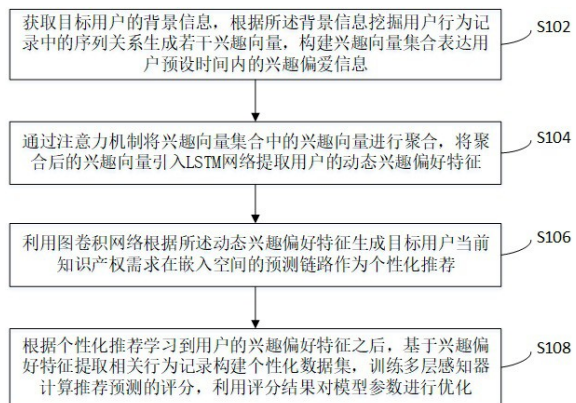 获取目标用户的背景信息，根据所述背景信息挖掘用户行为记
录中的序列关系生成若干兴趣向量，构建兴趣向量集合表达用
户预设时间内的兴趣偏爱信息
S102
通过注意力机制将兴趣向量集合中的兴趣向量进行聚合，将聚
合后的兴趣向量引入LSTM网络提取用户的动态兴趣偏好特征
S104
利用图卷积网络根据所述动态兴趣偏好特征生成目标用户当前
知识产权需求在嵌入空间的预测链路作为个性化推荐
S106
根据个性化推荐学习到用户的兴趣偏好特征之后，基于兴趣偏
好特征提取相关行为记录构建个性化数据集，训练多层感知器
计算推荐预测的评分，利用评分结果对模型参数进行优化
S108